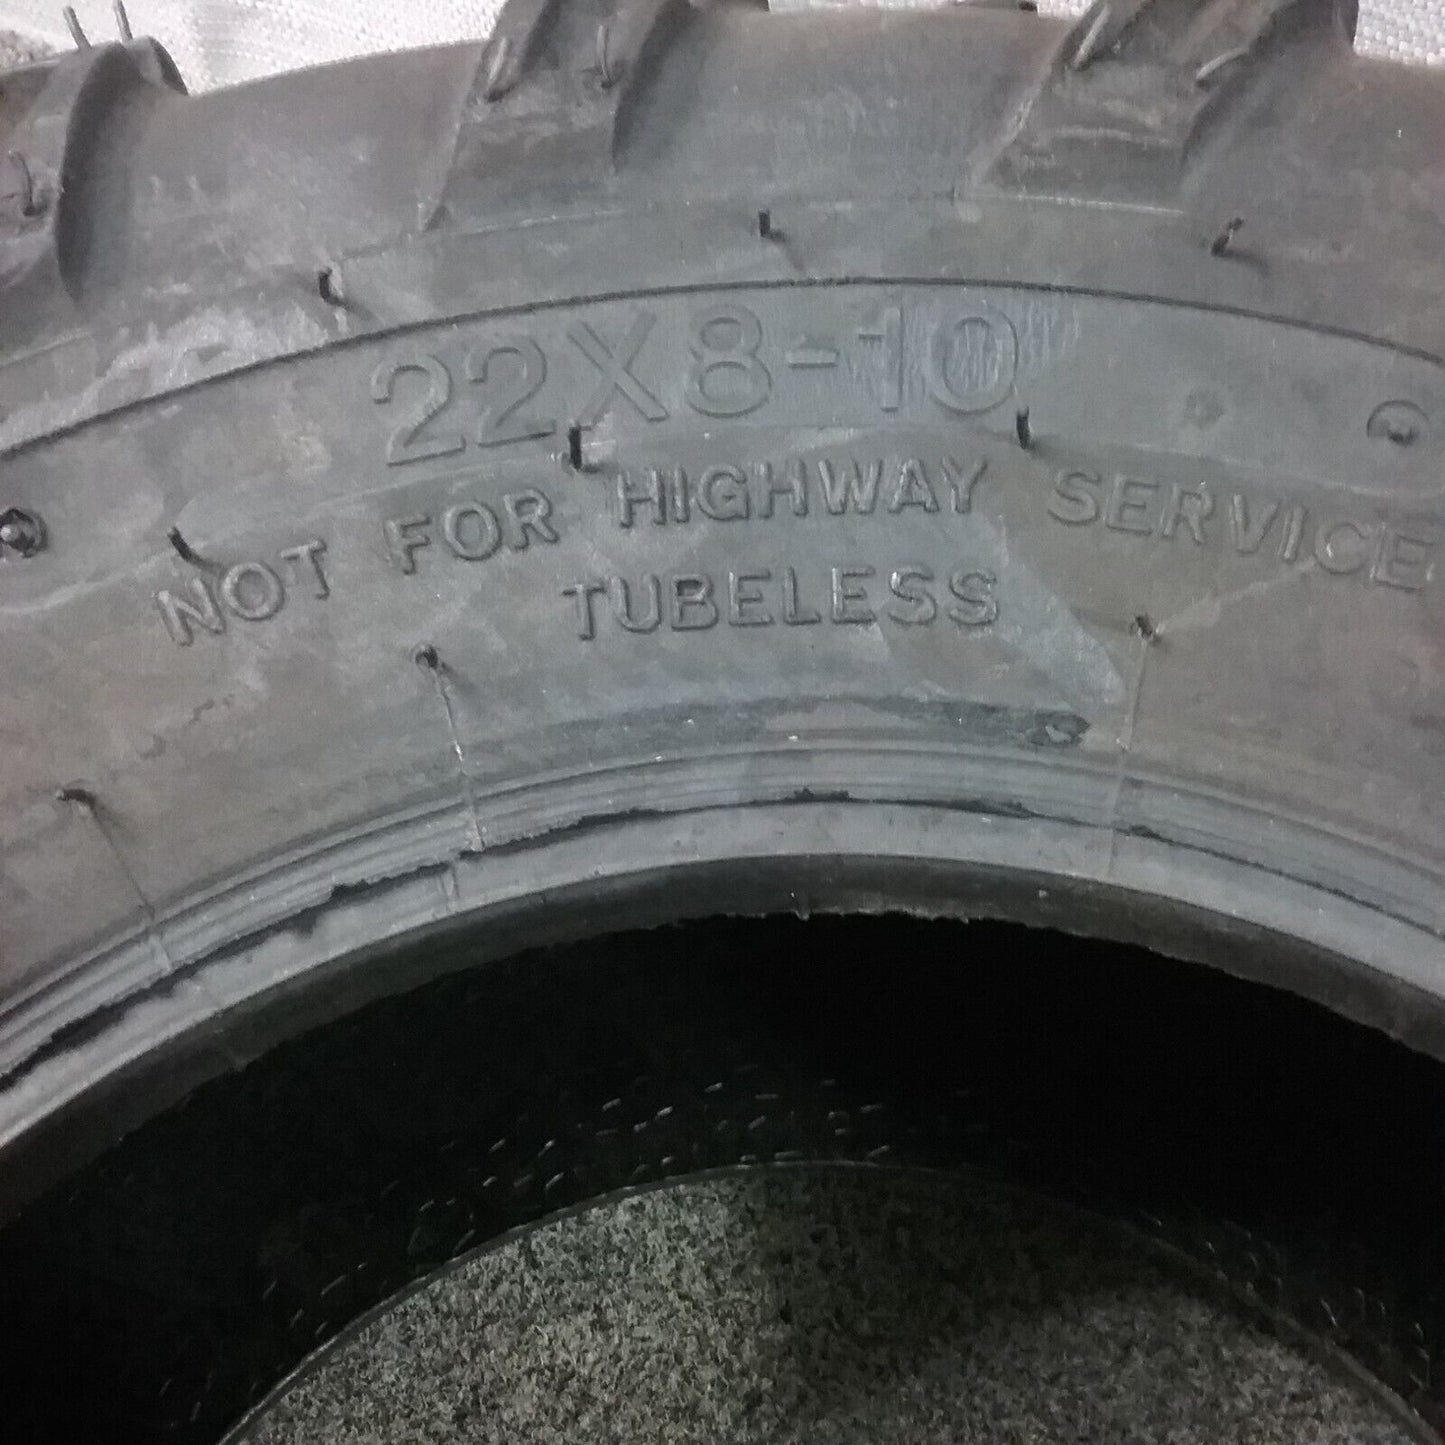 22X8-10
NOT FOR HIGHWAY SERVICE
TUBELESS